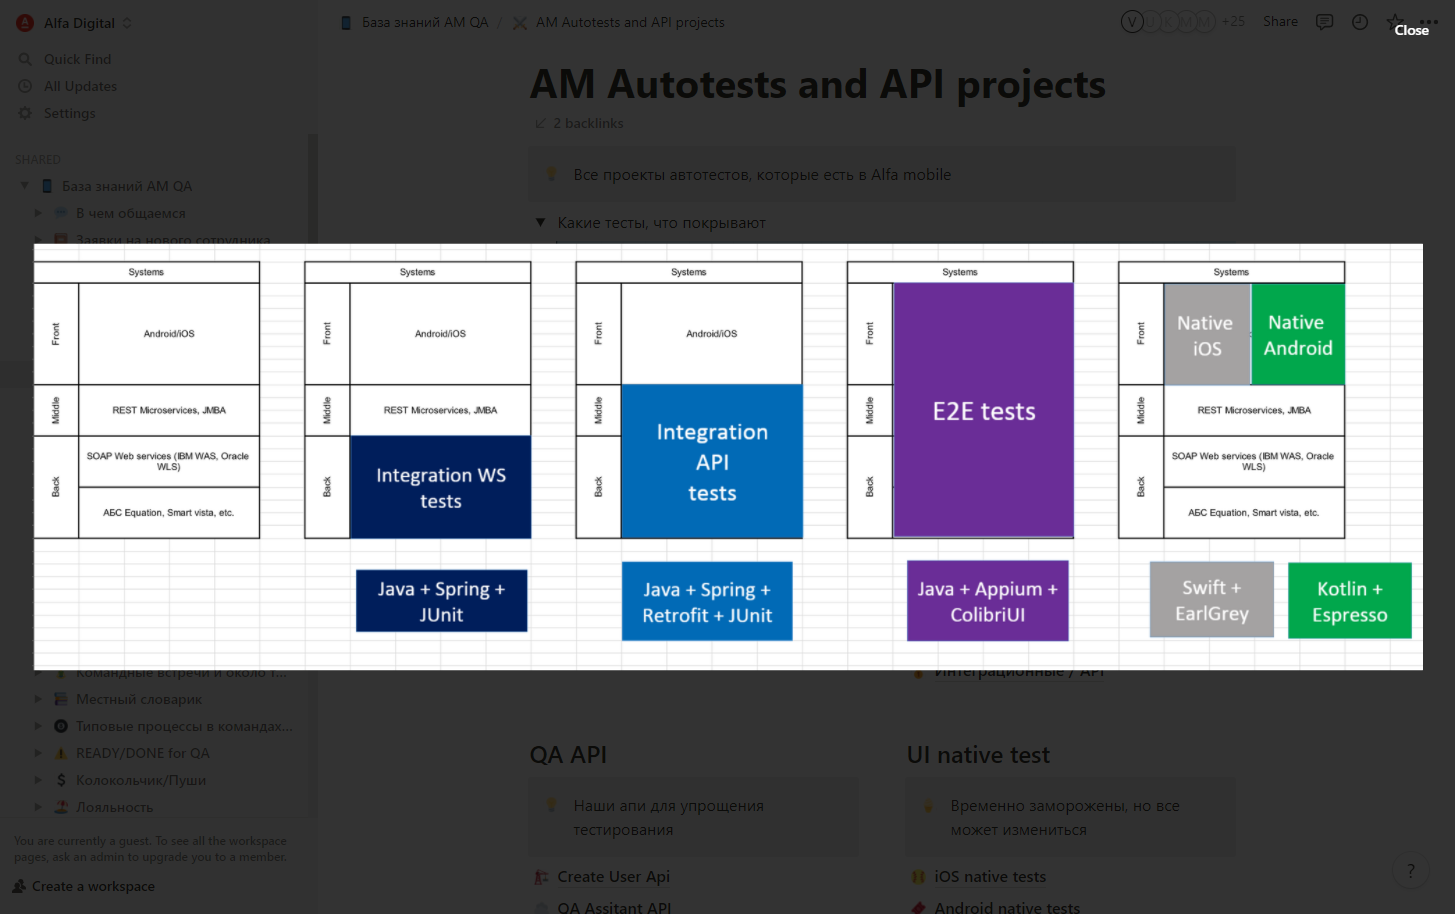 Alfa Digital
База знаний AM QA / AM Autotests and API projects
+25
Share
Close
Quick Find
All Updates
Settings
SHARED
База знаний AM QA
В чем общаемся
Заявки на нового сотрудника
AM Autotests and API projects
2 backlinks
Все проекты автотестов, которые есть в Alfa mobile
Какие тесты, что покрывают
Systems
Front
Android/iOS
Middle
REST Microservices, JMBA
Back
SOAP Web services (IBM WAS, Oracle
WLS)
АБС Equation, Smart vista, etc.
Systems
Front
Android/iOS
Middle
REST Microservices, JMBA
Back
Integration WS
tests
Java + Spring +
JUnit
Systems
Front
Android/iOS
Middle
Back
Integration
API
tests
Java + Spring +
Retrofit + JUnit
Systems
Front
Middle
Back
E2E tests
Java + Appium +
ColibriUI
Systems
Front
Native
iOS
Native
Android
Middle
REST Microservices, JMBA
Back
SOAP Web services (IBM WAS, Oracle
WLS)
АБС Equation, Smart vista, etc.
Swift +
EarlGrey
Kotlin +
Espresso
Командные встречи и около т...
Местный словарик
Типовые процессы в командах...
READY/DONE for QA
Колокольчик/Пуши
Лояльность
You are currently a guest. To see all the workspace
pages, ask an admin to upgrade you to a member.
Create a workspace
Интеграционные / API
QA API
Наши апи для упрощения
тестирования
Create User Api
QA Assitant API
UI native test
Временно заморожены, но все
может измениться
iOS native tests
Android native tests
?